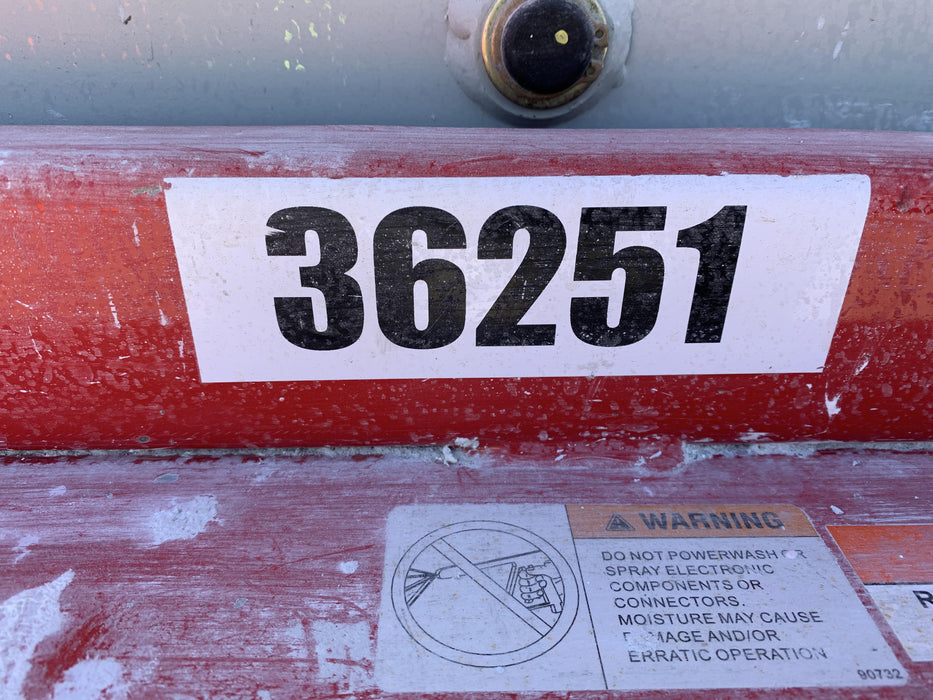 36251
WARNING
DO NOT POWERWASH OR
SPRAY ELECTRONIC
COMPONENTS OR
CONNECTORS.
MOISTURE MAY CAUSE
DAMAGE AND/OR
ERRATIC OPERATION
90732
R